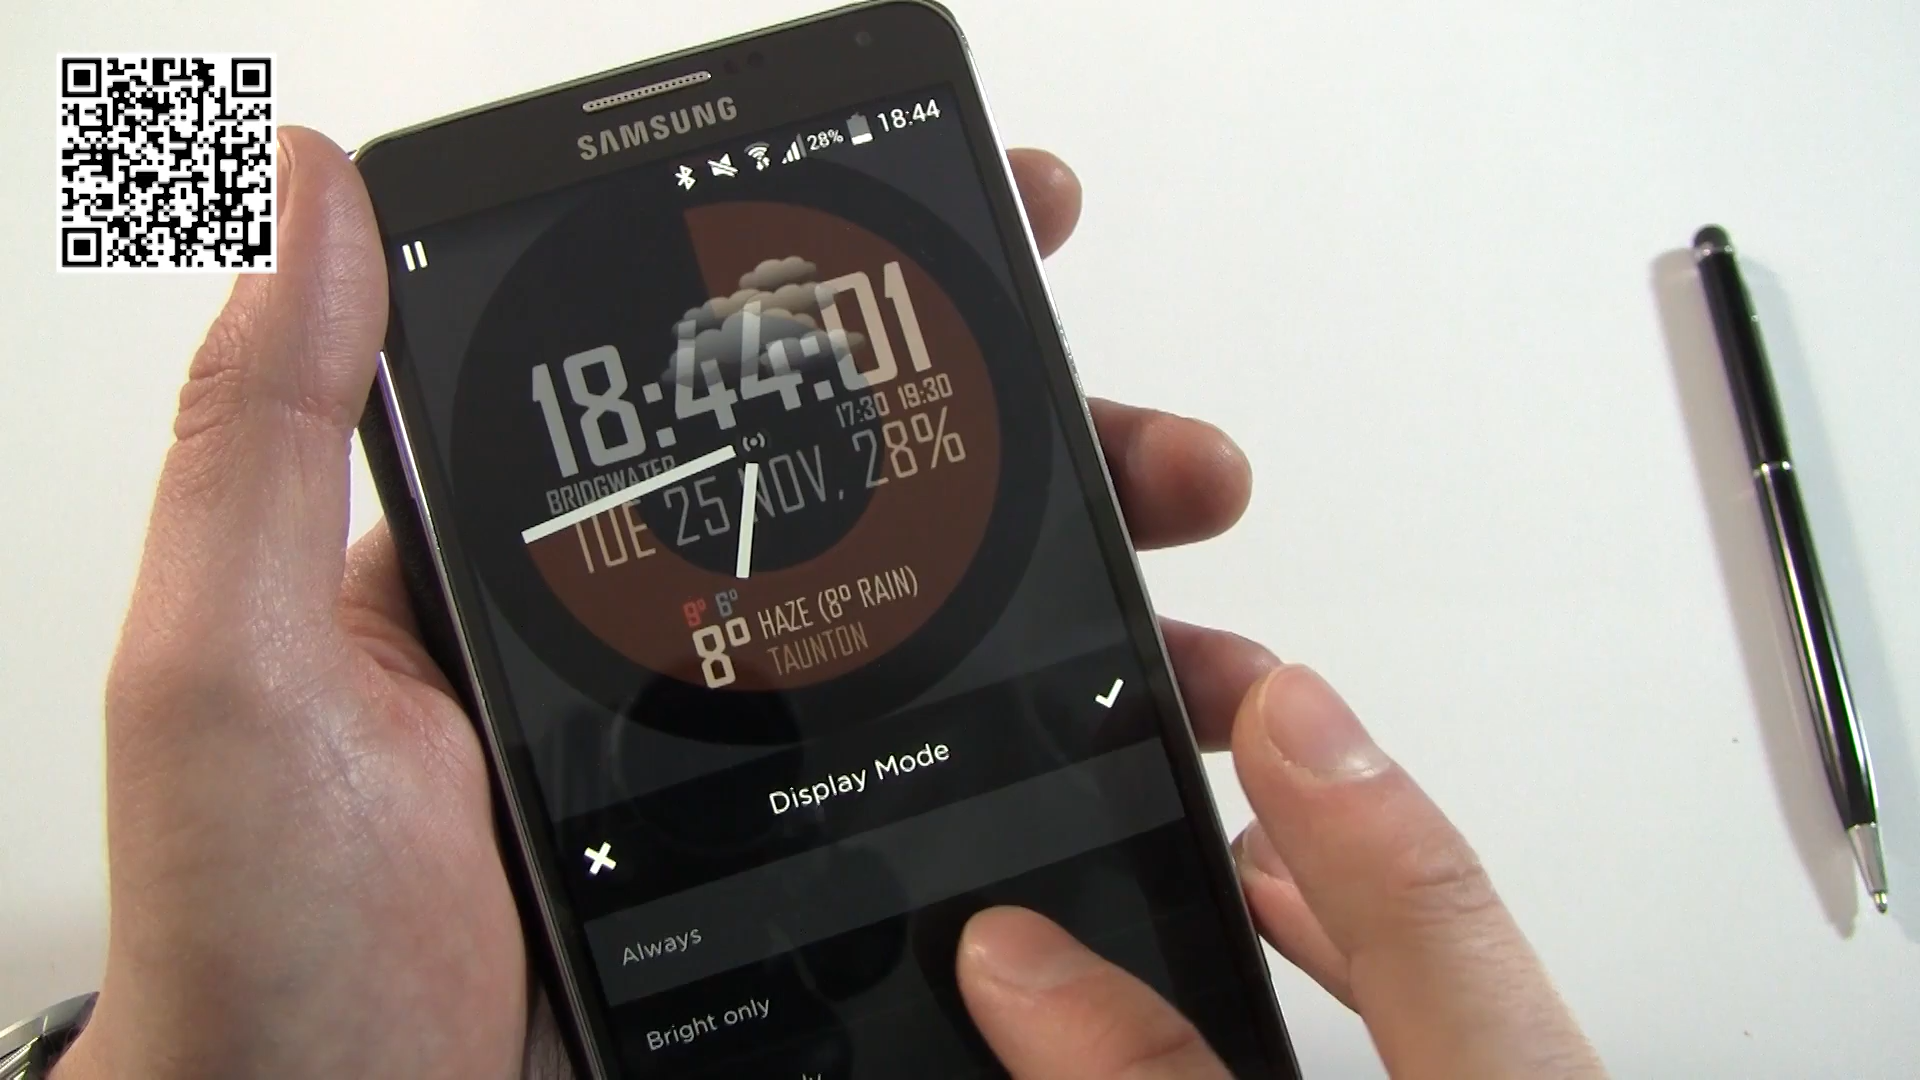 SAMSUNG
28% 18:44
18:44:01
17:30 19:30
BRIDGWATER
TUE 25 NOV, 28%
9° 6°
8° HAZE (8° RAIN)
TAUNTON
Display Mode
Always
Bright only